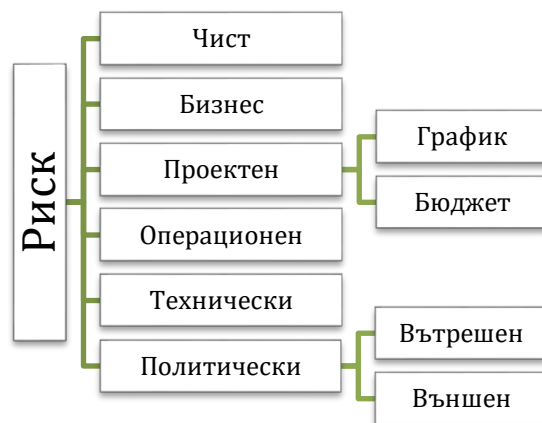 Риск
Чист
Бизнес
Проектен
График
Бюджет
Операционен
Технически
Политически
Вътрешен
Външен